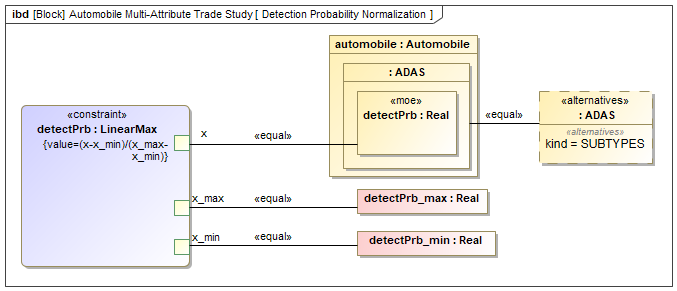 ibd [Block] Automobile Multi-Attribute Trade Study [ Detection Probability Normalization ]
automobile : Automobile
: ADAS
«moe»
detectPrb : Real
«equal»
«alternatives»
: ADAS
«alternatives»
kind = SUBTYPES
«constraint»
detectPrb : LinearMax
{value=(x-x_min)/(x_max-
x_min)}
x
«equal»
x_max
«equal»
detectPrb_max : Real
x_min
«equal»
detectPrb_min : Real